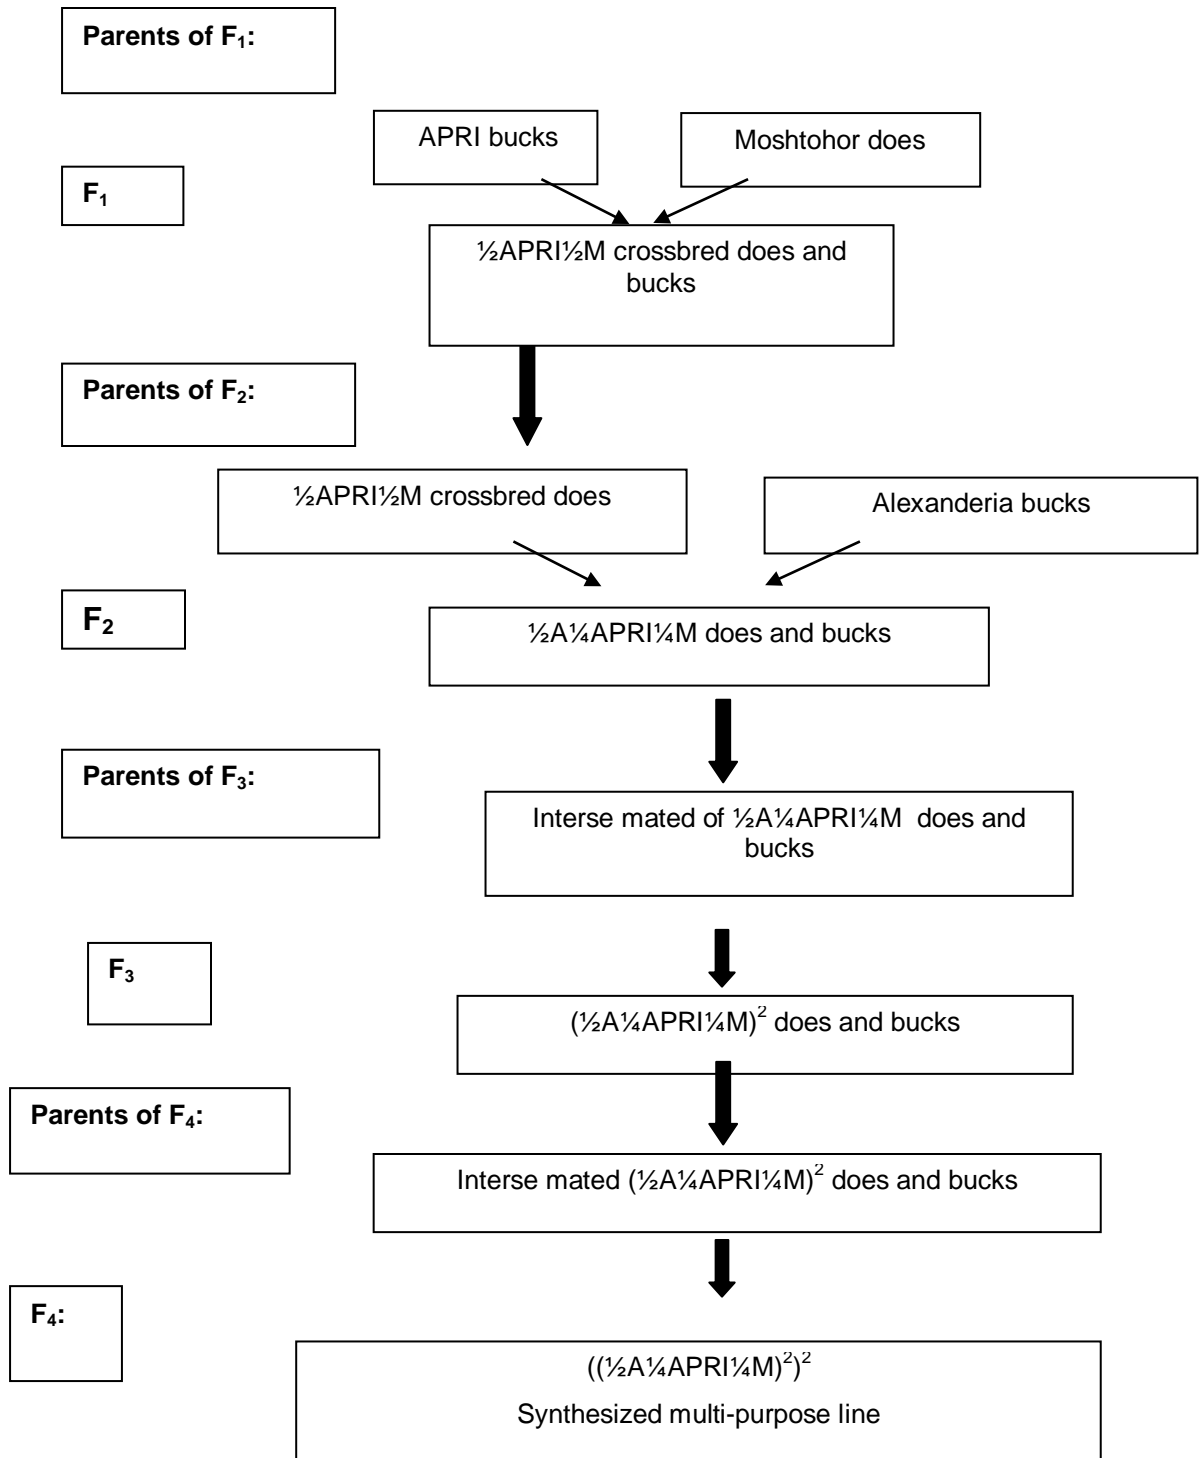 Parents of F₁:
APRI bucks
Moshtohor does
F₁
½APRI½M crossbred does and
bucks
Parents of F₂:
½APRI½M crossbred does
Alexanderia bucks
F₂
½A¼APRI¼M does and bucks
Parents of F₃:
Interse mated of ½A¼APRI¼M does and
bucks
F₃
(½A¼APRI¼M)² does and bucks
Parents of F₄:
Interse mated (½A¼APRI¼M)² does and bucks
F₄:
((½A¼APRI¼M)²)²
Synthesized multi-purpose line